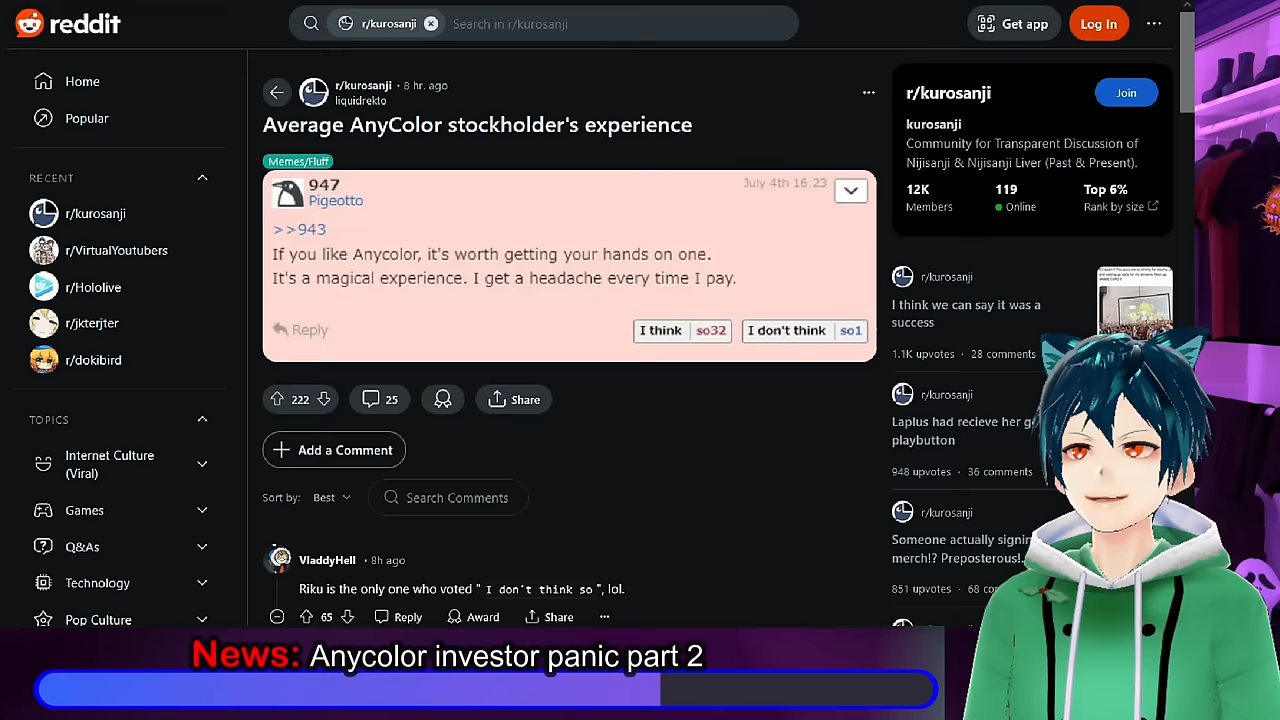 reddit
r/kurosanji
Search in r/kurosanji
Get app
Log In
Home
Popular
RECENT
r/kurosanji
r/VirtualYoutubers
r/Hololive
r/jkterjter
r/dokibird
TOPICS
Internet Culture
(Viral)
Games
Q&As
Technology
Pop Culture
r/kurosanji · 8 hr. ago
liquidrekto
Average AnyColor stockholder's experience
Memes/Fluff
947
Pigeotto
July 4th 16:23
>>943
If you like Anycolor, it's worth getting your hands on one.
It's a magical experience. I get a headache every time I pay.
Reply
I think so32
I don't think so1
222
25
Share
Add a Comment
Sort by: Best
Search Comments
VladdyHell · 8h ago
Riku is the only one who voted " I don't think so ", lol.
65
Reply
Award
Share
r/kurosanji
Join
kurosanji
Community for Transparent Discussion of
Nijisanji & Nijisanji Liver (Past & Present).
12K
Members
119
Online
Top 6%
Rank by size
r/kurosanji
I think we can say it was a
success
1.1K upvotes · 28 comments
r/kurosanji
Laplus had recieve her
playbutton
948 upvotes · 36 comments
r/kurosanji
Someone actually
merch!? Preposterous!
851 upvotes · 68
News: Anycolor investor panic part 2